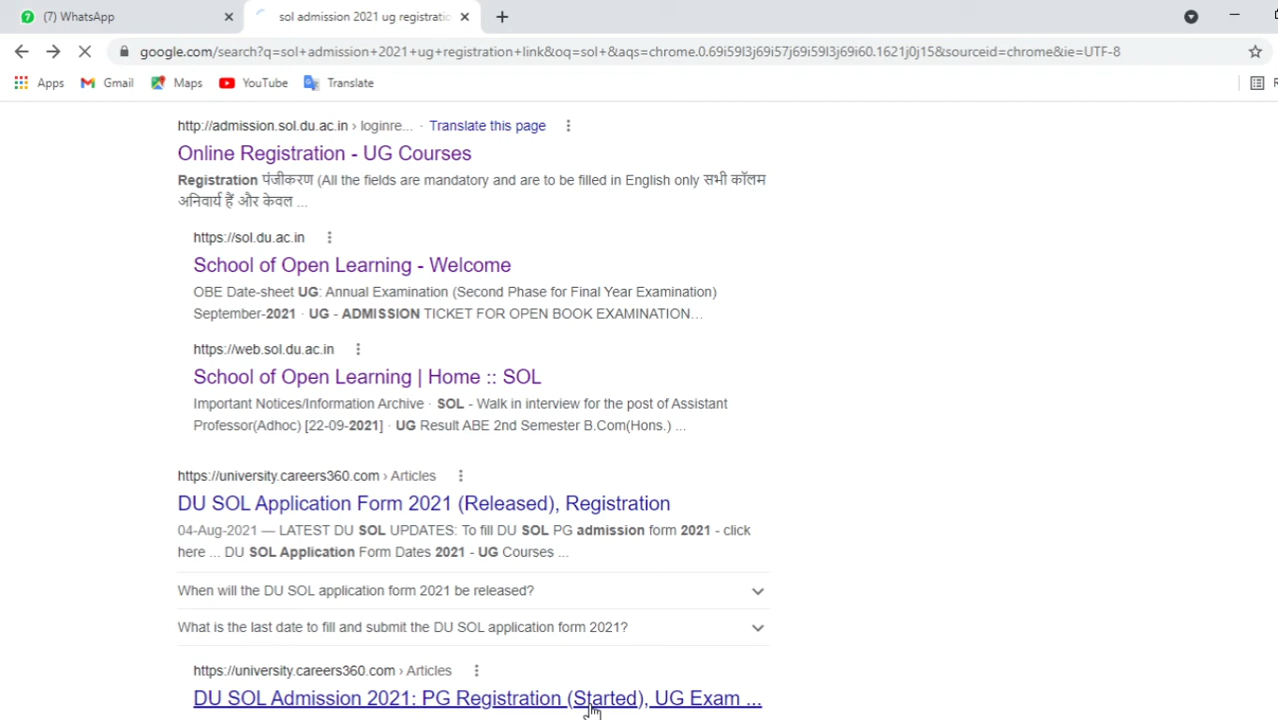 (7) WhatsApp
sol admission 2021 ug registratio
google.com/search?q=sol+admission+2021+ug+registration+link&oq=sol+&aqs=chrome.0.69i59l3j69i57j69i59l3j69i60.1621j0j15&sourceid=chrome&ie=UTF-8
Apps Gmail Maps YouTube Translate
http://admission.sol.du.ac.in › loginre... · Translate this page
Online Registration - UG Courses
Registration पंजीकरण (All the fields are mandatory and are to be filled in English only सभी कॉलम
अनिवार्य हैं और केवल ...
https://sol.du.ac.in
School of Open Learning - Welcome
OBE Date-sheet UG: Annual Examination (Second Phase for Final Year Examination)
September-2021 · UG - ADMISSION TICKET FOR OPEN BOOK EXAMINATION...
https://web.sol.du.ac.in
School of Open Learning | Home :: SOL
Important Notices/Information Archive · SOL - Walk in interview for the post of Assistant
Professor(Adhoc) [22-09-2021] · UG Result ABE 2nd Semester B.Com(Hons.) ...
https://university.careers360.com › Articles
DU SOL Application Form 2021 (Released), Registration
04-Aug-2021 — LATEST DU SOL UPDATES: To fill DU SOL PG admission form 2021 - click
here ... DU SOL Application Form Dates 2021 - UG Courses ...
When will the DU SOL application form 2021 be released?
What is the last date to fill and submit the DU SOL application form 2021?
https://university.careers360.com › Articles
DU SOL Admission 2021: PG Registration (Started), UG Exam ...